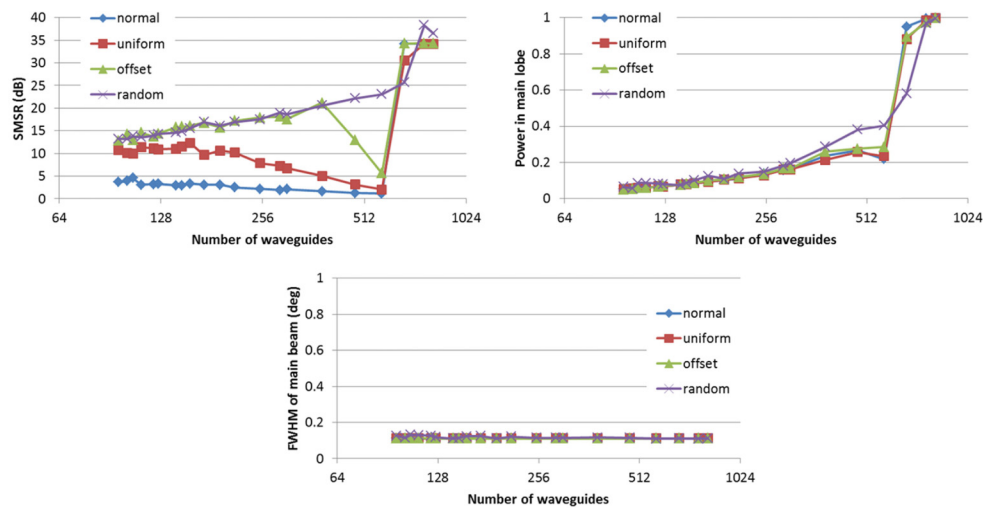 SMSR (dB)
40
35
30
25
20
15
10
5
0
normal
uniform
offset
random
64
128
256
512
1024
Number of waveguides
Power in main lobe
1
0.8
0.6
0.4
0.2
0
normal
uniform
offset
random
64
128
256
512
1024
Number of waveguides
FWHM of main beam (deg)
1
0.8
0.6
0.4
0.2
0
normal
uniform
offset
random
64
128
256
512
1024
Number of waveguides